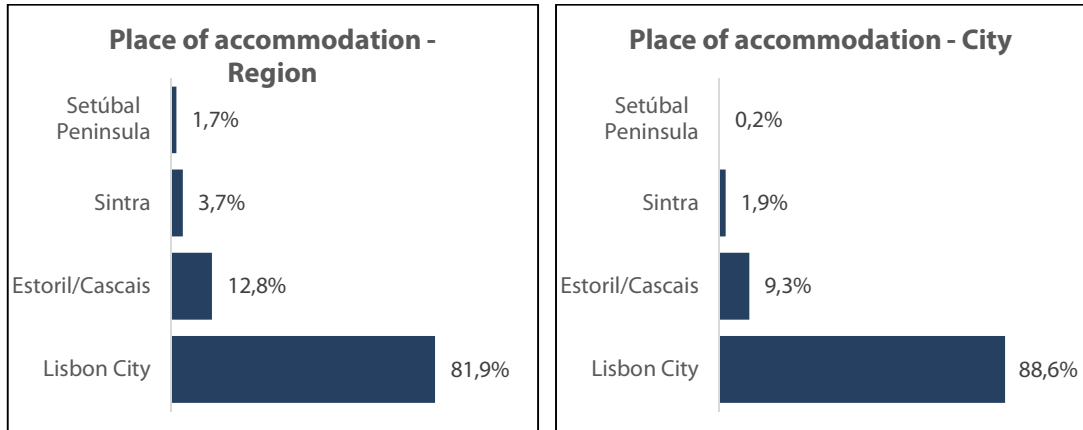 Place of accommodation -
Region
Setúbal
Peninsula
1,7%
Sintra
3,7%
Estoril/Cascais
12,8%
Lisbon City
81,9%
Place of accommodation - City
Setúbal
Peninsula
0,2%
Sintra
1,9%
Estoril/Cascais
9,3%
Lisbon City
88,6%